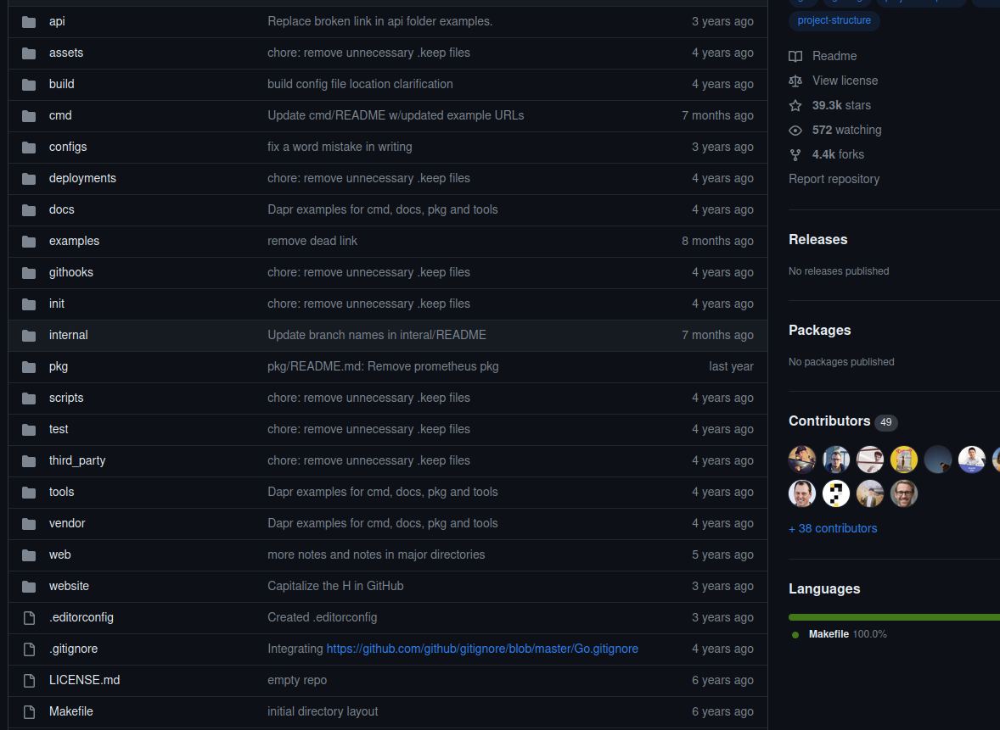 project-structure
api Replace broken link in api folder examples. 3 years ago
assets chore: remove unnecessary .keep files 4 years ago
build build config file location clarification 4 years ago
cmd Update cmd/README w/updated example URLs 7 months ago
configs fix a word mistake in writing 3 years ago
deployments chore: remove unnecessary .keep files 4 years ago
docs Dapr examples for cmd, docs, pkg and tools 4 years ago
examples remove dead link 8 months ago
githooks chore: remove unnecessary .keep files 4 years ago
init chore: remove unnecessary .keep files 4 years ago
internal Update branch names in interal/README 7 months ago
pkg pkg/README.md: Remove prometheus pkg last year
scripts chore: remove unnecessary .keep files 4 years ago
test chore: remove unnecessary .keep files 4 years ago
third_party chore: remove unnecessary .keep files 4 years ago
tools Dapr examples for cmd, docs, pkg and tools 4 years ago
vendor Dapr examples for cmd, docs, pkg and tools 4 years ago
web more notes and notes in major directories 5 years ago
website Capitalize the H in GitHub 3 years ago
.editorconfig Created .editorconfig 3 years ago
.gitignore Integrating https://github.com/github/gitignore/blob/master/Go.gitignore 4 years ago
LICENSE.md empty repo 6 years ago
Makefile initial directory layout 6 years ago
Readme
View license
39.3k stars
572 watching
4.4k forks
Report repository
Releases
No releases published
Packages
No packages published
Contributors 49
+ 38 contributors
Languages
Makefile 100.0%